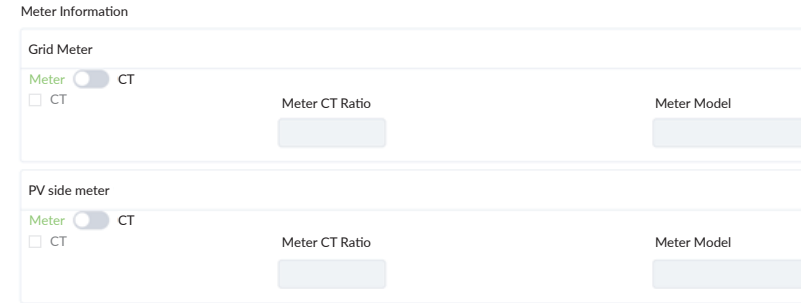 Meter Information
Grid Meter
Meter CT
CT
Meter CT Ratio Meter Model
PV side meter
Meter CT
CT
Meter CT Ratio Meter Model